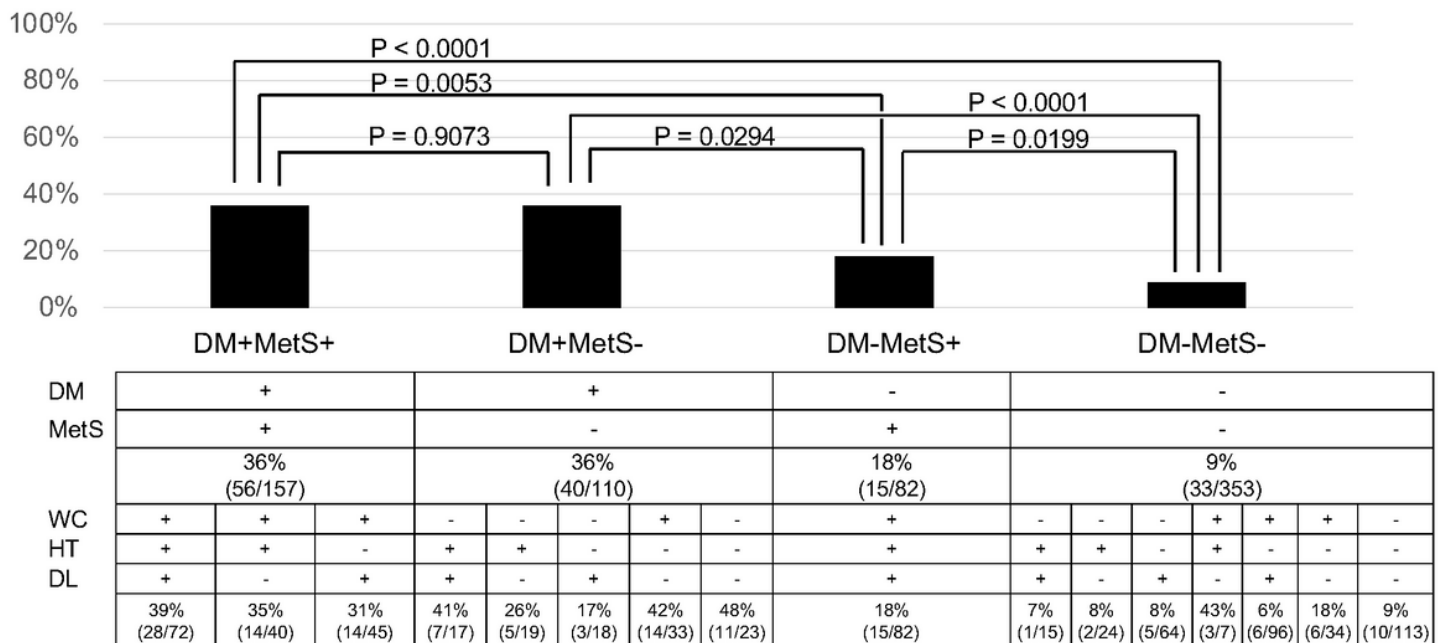 100%
P < 0.0001
80%
P = 0.0053
P < 0.0001
60%
P = 0.9073
P = 0.0294
P = 0.0199
40%
20%
0%
DM+MetS+ DM+MetS- DM-MetS+ DM-MetS-
DM + + - -
MetS + - + -
36% 36% 18% 9%
(56/157) (40/110) (15/82) (33/353)
WC + + + - - - + - + - - - + + + -
HT + + - + + - - - + + + - + - - -
DL + - + + - + - - + + - + - + - -
39% 35% 31% 41% 26% 17% 42% 48% 18% 7% 8% 8% 43% 6% 18% 9%
(28/72) (14/40) (14/45) (7/17) (5/19) (3/18) (14/33) (11/23) (15/82) (1/15) (2/24) (5/64) (3/7) (6/96) (6/34) (10/113)